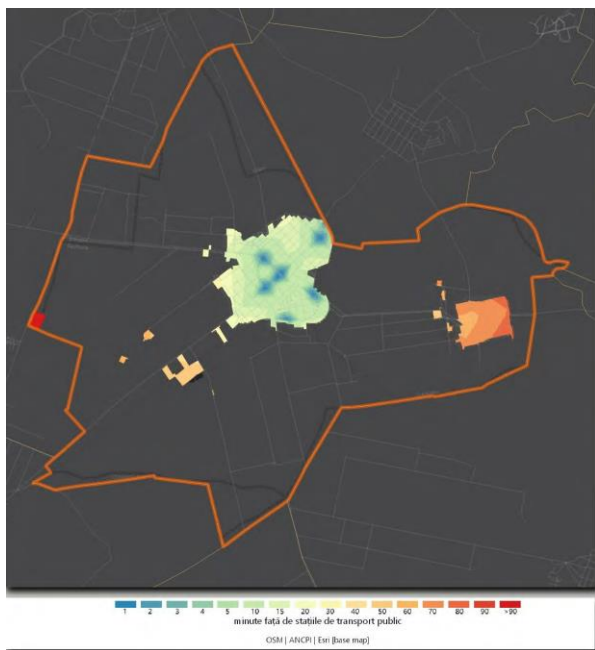 1 2 3 4 5 10 15 20 30 40 50 60 70 80 90 >90
minute față de stațiile de transport public
OSM | ANCPI | Esri (base map)